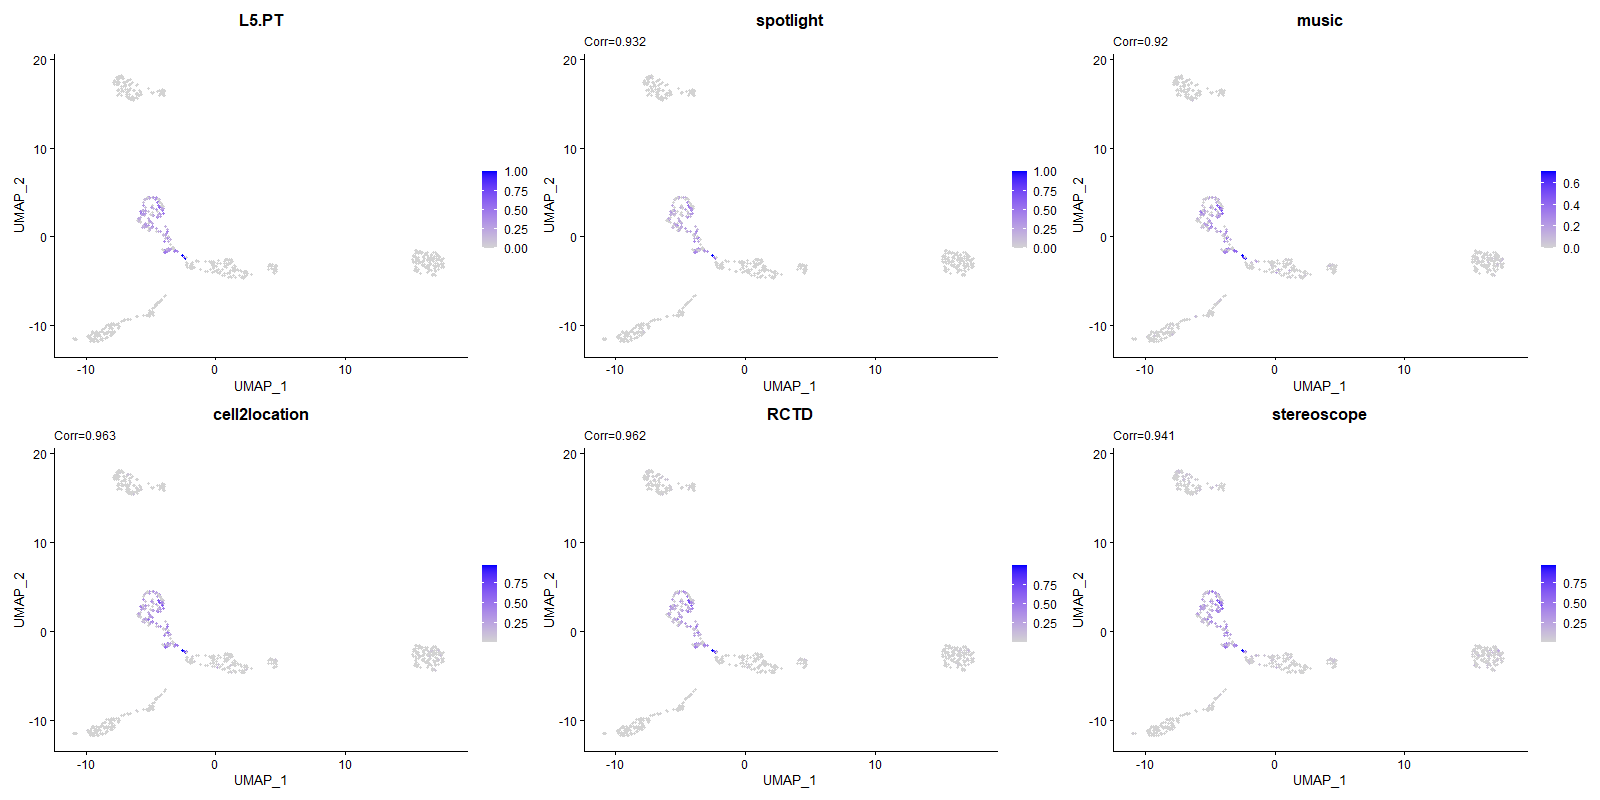 L5.PT
20
10
0
-10
-10
0
10
UMAP_1
UMAP_2
1.00
0.75
0.50
0.25
0.00
spotlight
Corr=0.932
20
10
0
-10
-10
0
10
UMAP_1
UMAP_2
1.00
0.75
0.50
0.25
0.00
music
Corr=0.92
20
10
0
-10
-10
0
10
UMAP_1
UMAP_2
0.6
0.4
0.2
0.0
cell2location
Corr=0.963
20
10
0
-10
-10
0
10
UMAP_1
UMAP_2
0.75
0.50
0.25
RCTD
Corr=0.962
20
10
0
-10
-10
0
10
UMAP_1
UMAP_2
0.75
0.50
0.25
stereoscope
Corr=0.941
20
10
0
-10
-10
0
10
UMAP_1
UMAP_2
0.75
0.50
0.25